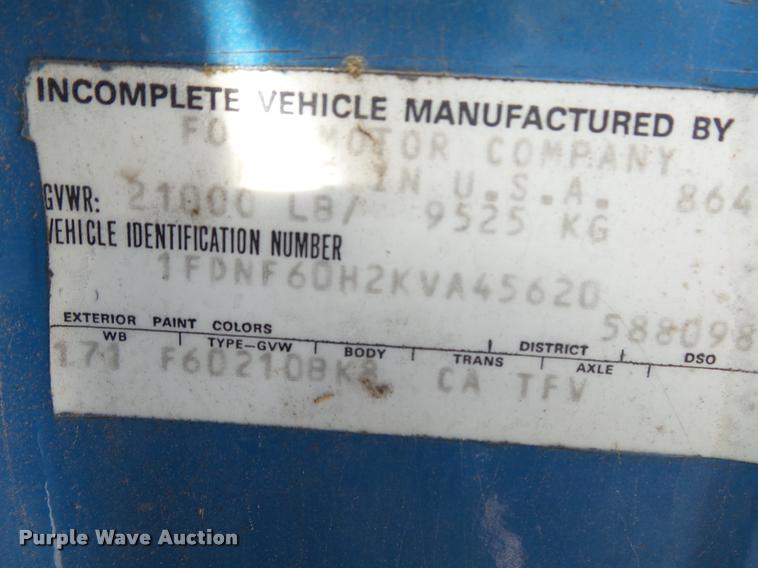 INCOMPLETE VEHICLE MANUFACTURED BY
MOTOR COMPANY
IN U.S.A. 864
GVWR: 21000 LB/ 9525 KG
VEHICLE IDENTIFICATION NUMBER
1FDNF60H2KVA45620
588098
EXTERIOR PAINT COLORS DISTRICT DSO
WB TYPE-GVW BODY TRANS AXLE
171 F60210BK8 CA TFV
Purple Wave Auction